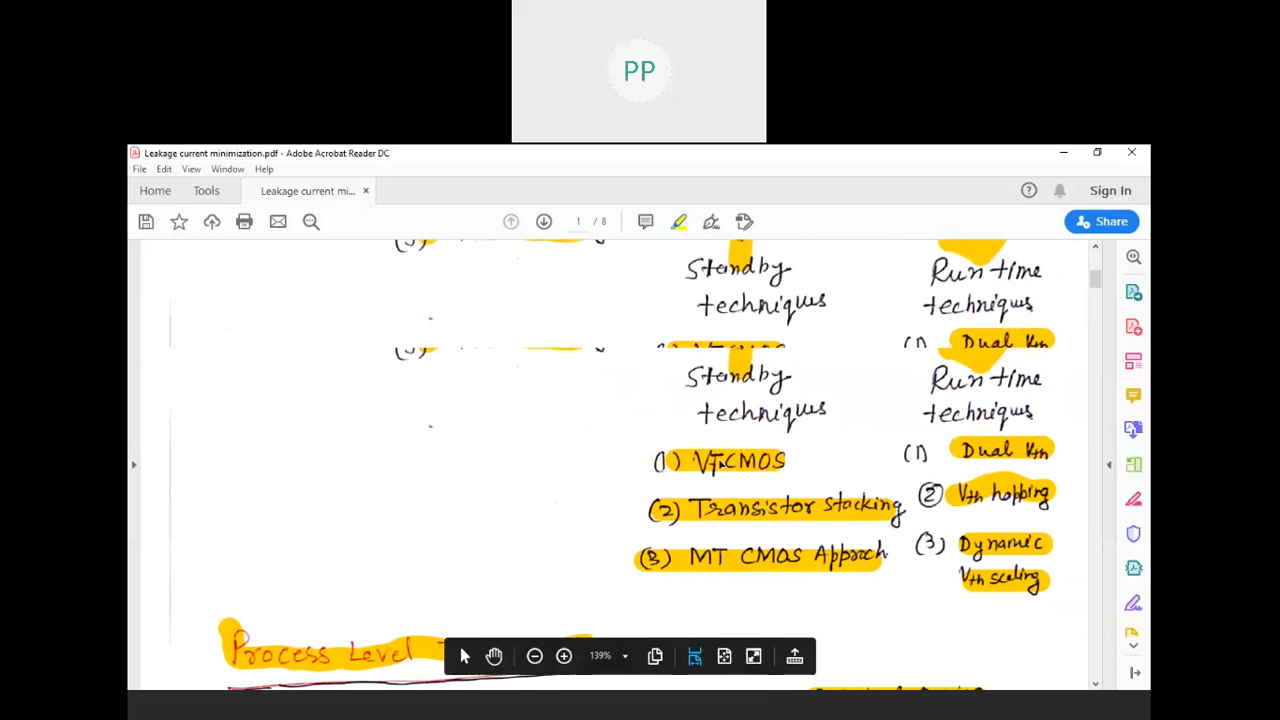 PP
Leakage current minimization.pdf - Adobe Acrobat Reader DC
File Edit View Window Help
Home Tools Leakage current mi... × Sign In
1 / 8 Share
Standby Run time
techniques techniques
(1) Dual Vth
Standby Run time
techniques techniques
(1) VTCMOS (1) Dual Vth
(2) Transistor stacking (2) Vth hopping
(3) MT CMOS Approch (3) Dynamic
Vth scaling
Process Level
139%